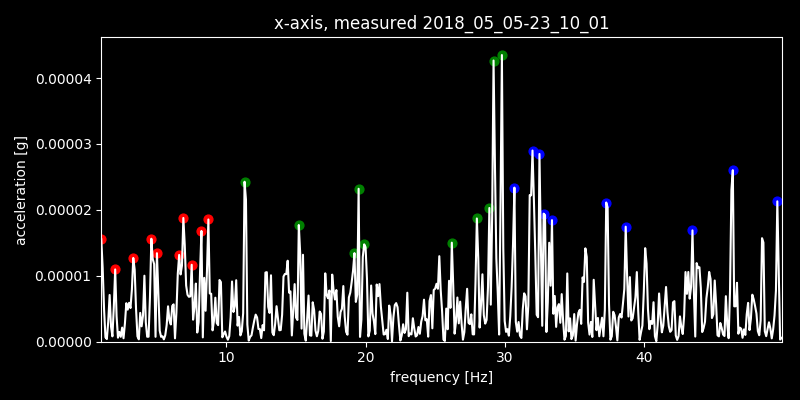 x-axis, measured 2018_05_05-23_10_01
acceleration [g]
0.00004
0.00003
0.00002
0.00001
0.00000
10 20 30 40
frequency [Hz]